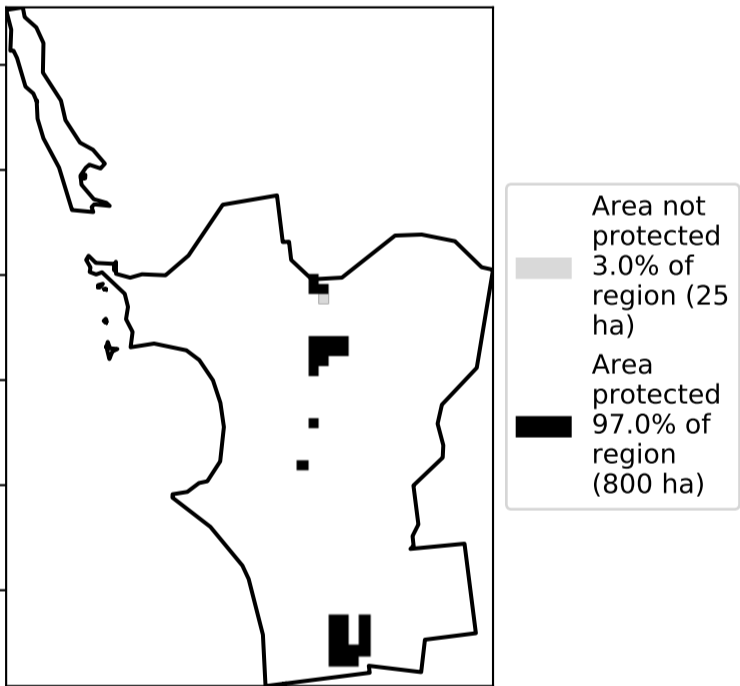 Area not
protected
3.0% of
region (25
ha)
Area
protected
97.0% of
region
(800 ha)